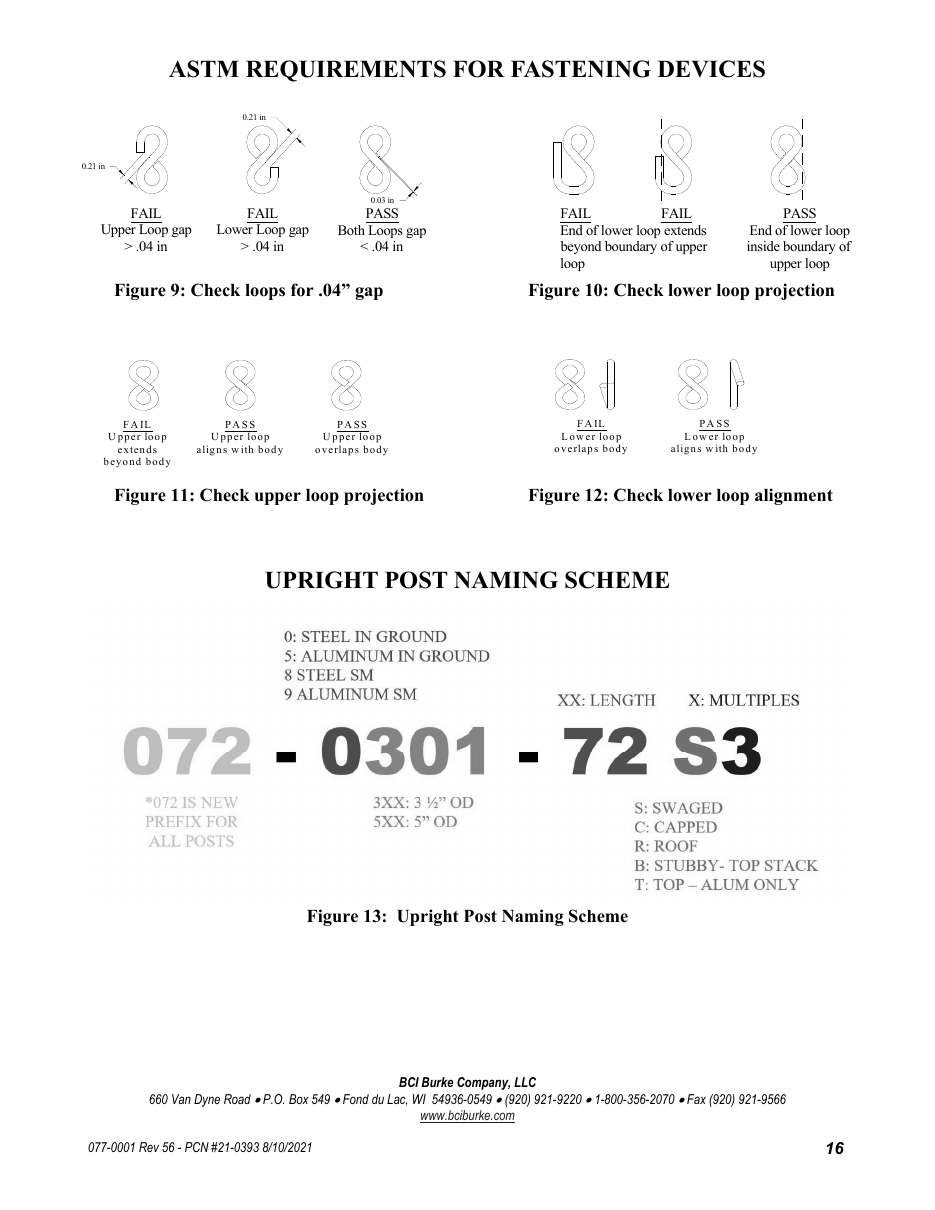 ASTM REQUIREMENTS FOR FASTENING DEVICES
0.21 in
0.21 in
0.03 in
FAIL
Upper Loop gap
> .04 in
FAIL
Lower Loop gap
> .04 in
PASS
Both Loops gap
< .04 in
FAIL FAIL
End of lower loop extends
beyond boundary of upper
loop
PASS
End of lower loop
inside boundary of
upper loop
Figure 9: Check loops for .04” gap
Figure 10: Check lower loop projection
FAIL
Upper loop
extends
beyond body
PASS
Upper loop
aligns with body
PASS
Upper loop
overlaps body
FAIL
Lower loop
overlaps body
PASS
Lower loop
aligns with body
Figure 11: Check upper loop projection
Figure 12: Check lower loop alignment
UPRIGHT POST NAMING SCHEME
0: STEEL IN GROUND
5: ALUMINUM IN GROUND
8 STEEL SM
9 ALUMINUM SM
XX: LENGTH X: MULTIPLES
072 - 0301 - 72 S3
*072 IS NEW
PREFIX FOR
ALL POSTS
3XX: 3 ½” OD
5XX: 5” OD
S: SWAGED
C: CAPPED
R: ROOF
B: STUBBY- TOP STACK
T: TOP – ALUM ONLY
Figure 13: Upright Post Naming Scheme
BCI Burke Company, LLC
660 Van Dyne Road • P.O. Box 549 • Fond du Lac, WI 54936-0549 • (920) 921-9220 • 1-800-356-2070 • Fax (920) 921-9566
www.bciburke.com
077-0001 Rev 56 - PCN #21-0393 8/10/2021
16